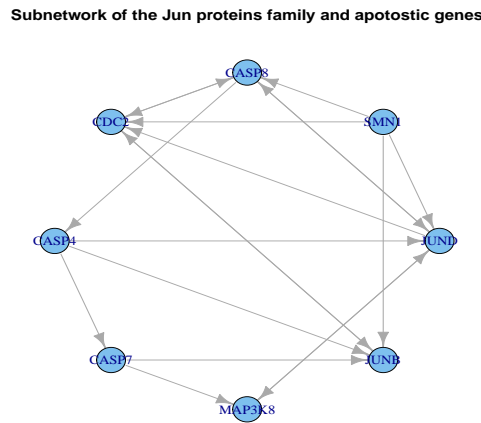 Subnetwork of the Jun proteins family and apotostic genes
CASP8
CDC2
SMN1
CASP4
JUND
CASP7
JUNB
MAP3K8